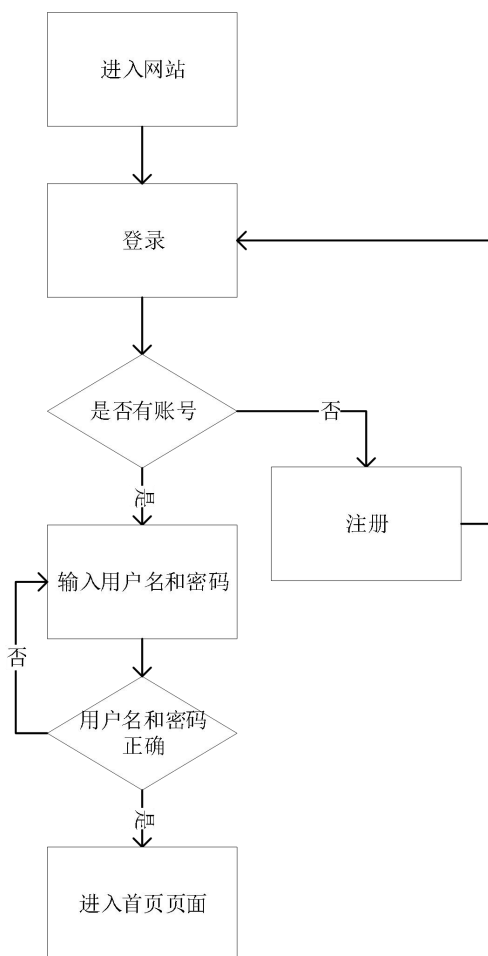 进入网站
登录
是否有账号
否
是
注册
输入用户名和密码
否
用户名和密码
正确
是
进入首页页面